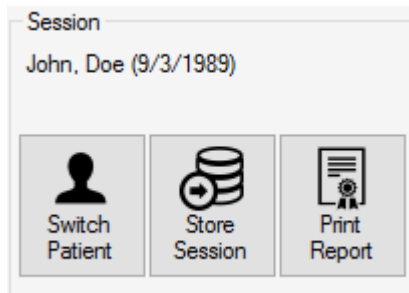 Session
John, Doe (9/3/1989)
Switch
Patient
Store
Session
Print
Report